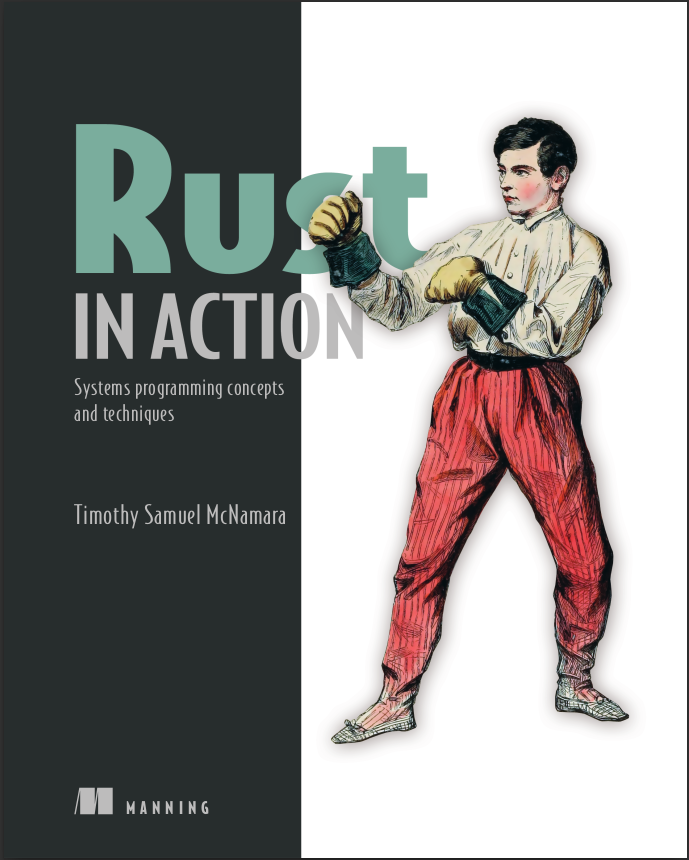 Rust
IN ACTION
Systems programming concepts
and techniques
Timothy Samuel McNamara
MANNING